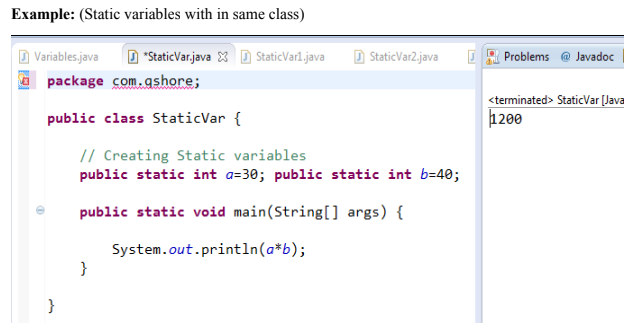 Example: (Static variables with in same class)
Variables.java *StaticVar.java StaticVar1.java StaticVar2.java Problems @ Javadoc
package com.qshore;
<terminated> StaticVar [Java
1200
public class StaticVar {
// Creating Static variables
public static int a=30; public static int b=40;
public static void main(String[] args) {
System.out.println(a*b);
}
}